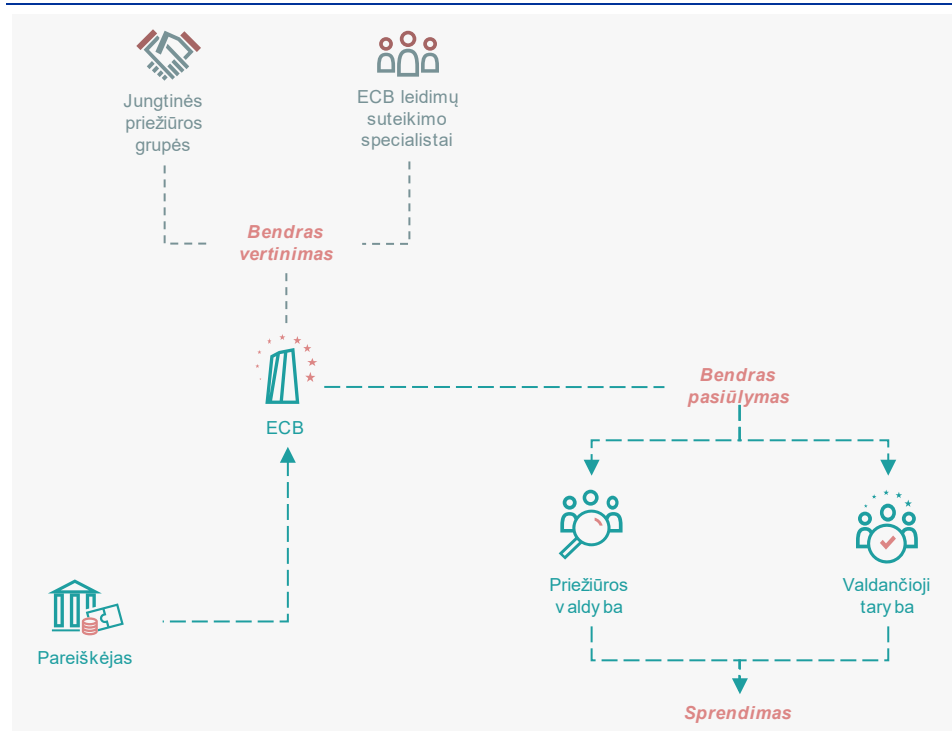 Jungtinės
priežiūros
grupės
ECB leidimų
suteikimo
specialistai
Bendras
vertinimas
ECB
Bendras
pasiūlymas
Priežiūros
valdyba
Valdančioji
taryba
Pareiškėjas
Sprendimas